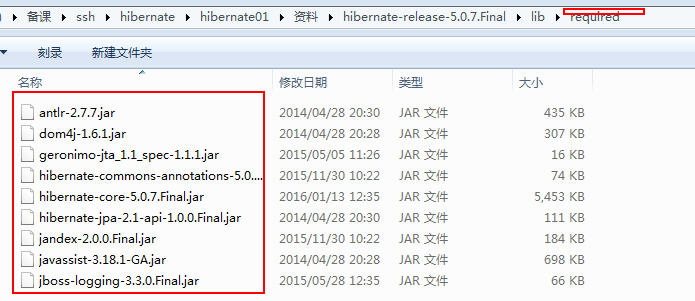 ) 备课 ssh hibernate hibernate01 资料 hibernate-release-5.0.7.Final lib required
刻录 新建文件夹
名称 修改日期 类型 大小
antlr-2.7.7.jar 2014/04/28 20:30 JAR 文件 435 KB
dom4j-1.6.1.jar 2014/04/28 20:28 JAR 文件 307 KB
geronimo-jta_1.1_spec-1.1.1.jar 2015/05/05 11:26 JAR 文件 16 KB
hibernate-commons-annotations-5.0.... 2015/11/30 10:22 JAR 文件 74 KB
hibernate-core-5.0.7.Final.jar 2016/01/13 12:35 JAR 文件 5,453 KB
hibernate-jpa-2.1-api-1.0.0.Final.jar 2014/04/28 20:30 JAR 文件 111 KB
jandex-2.0.0.Final.jar 2015/11/30 10:22 JAR 文件 184 KB
javassist-3.18.1-GA.jar 2014/04/28 20:28 JAR 文件 698 KB
jboss-logging-3.3.0.Final.jar 2015/05/28 12:35 JAR 文件 66 KB